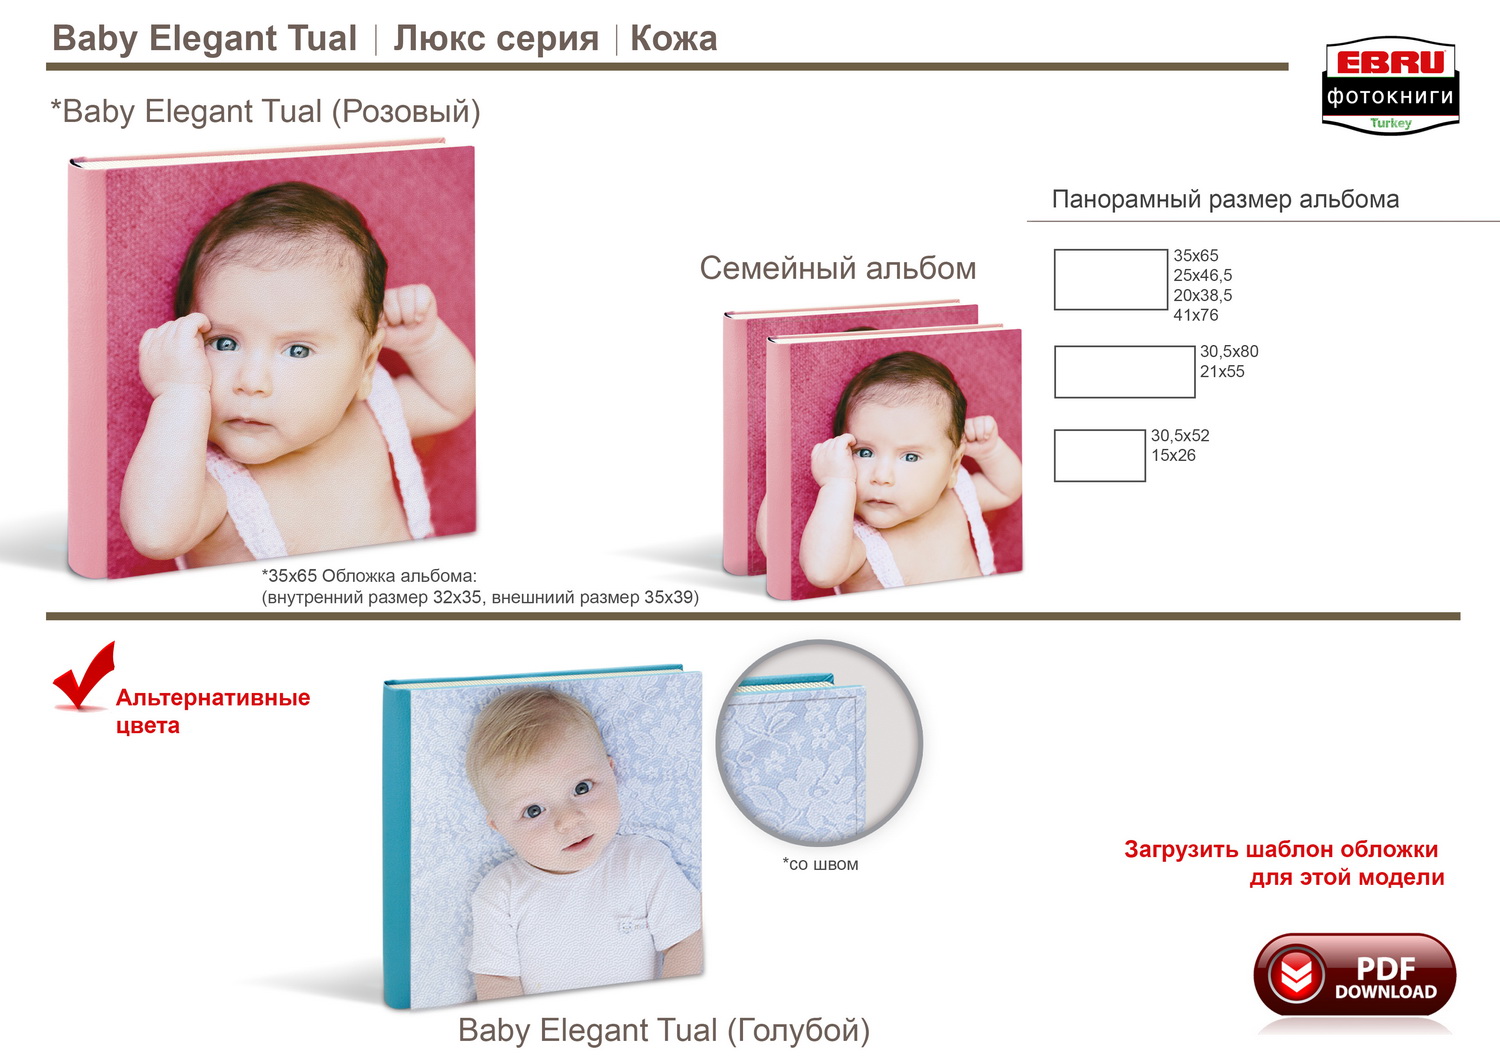 Baby Elegant Tual | Люкс серия | Кожа
EBRU
фотокниги
Turkey
*Baby Elegant Tual (Розовый)
Панорамный размер альбома
35x65
25x46,5
20x38,5
41x76
30,5x80
21x55
30,5x52
15x26
Семейный альбом
*35x65 Обложка альбома:
(внутренний размер 32x35, внешниий размер 35x39)
Альтернативные
цвета
*со швом
Baby Elegant Tual (Голубой)
Загрузить шаблон обложки
для этой модели
PDF
DOWNLOAD